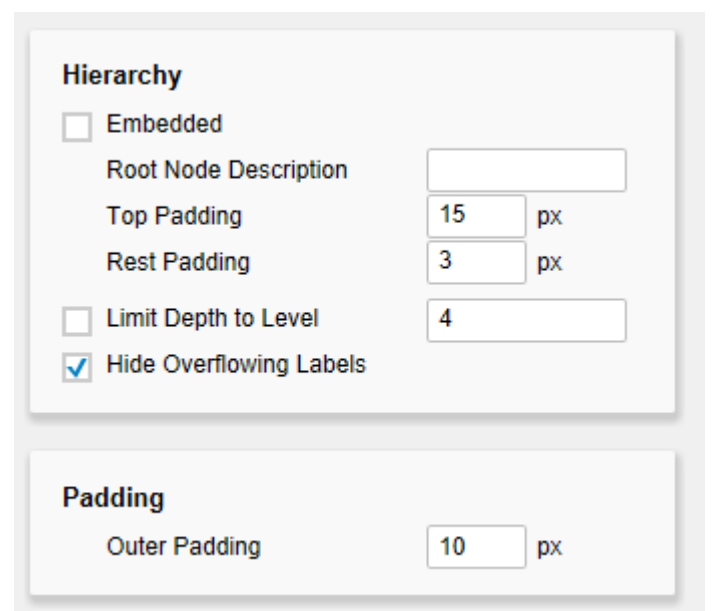 Hierarchy
Embedded
Root Node Description
Top Padding 15 px
Rest Padding 3 px
Limit Depth to Level 4
Hide Overflowing Labels
Padding
Outer Padding 10 px